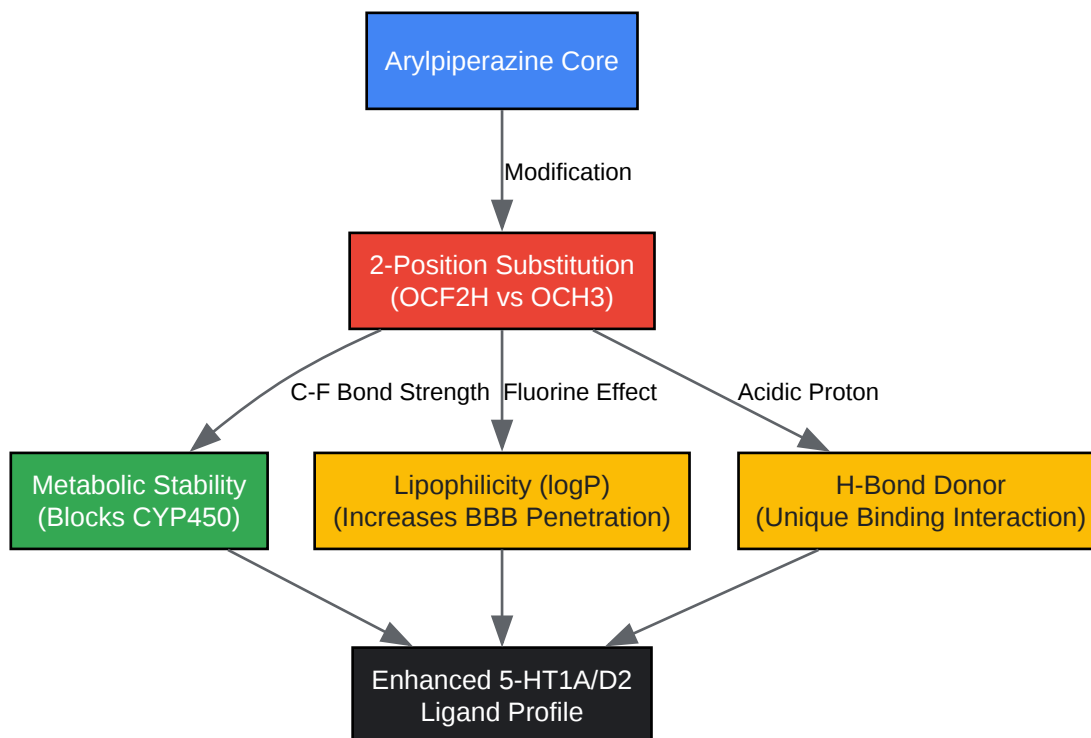 Arylpiperazine Core
Modification
2-Position Substitution
(OCF2H vs OCH3)
C-F Bond Strength
Fluorine Effect
Acidic Proton
Metabolic Stability
(Blocks CYP450)
Lipophilicity (logP)
(Increases BBB Penetration)
H-Bond Donor
(Unique Binding Interaction)
Enhanced 5-HT1A/D2
Ligand Profile